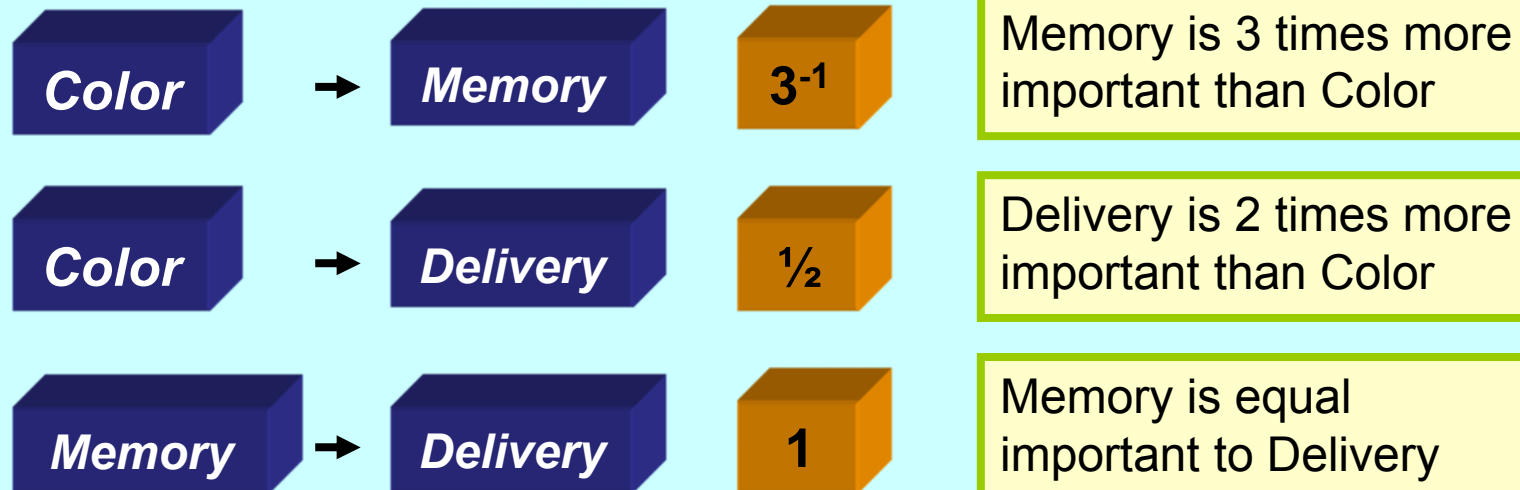 Color → Memory 3⁻¹ Memory is 3 times more
important than Color
Color → Delivery ½ Delivery is 2 times more
important than Color
Memory → Delivery 1 Memory is equal
important to Delivery